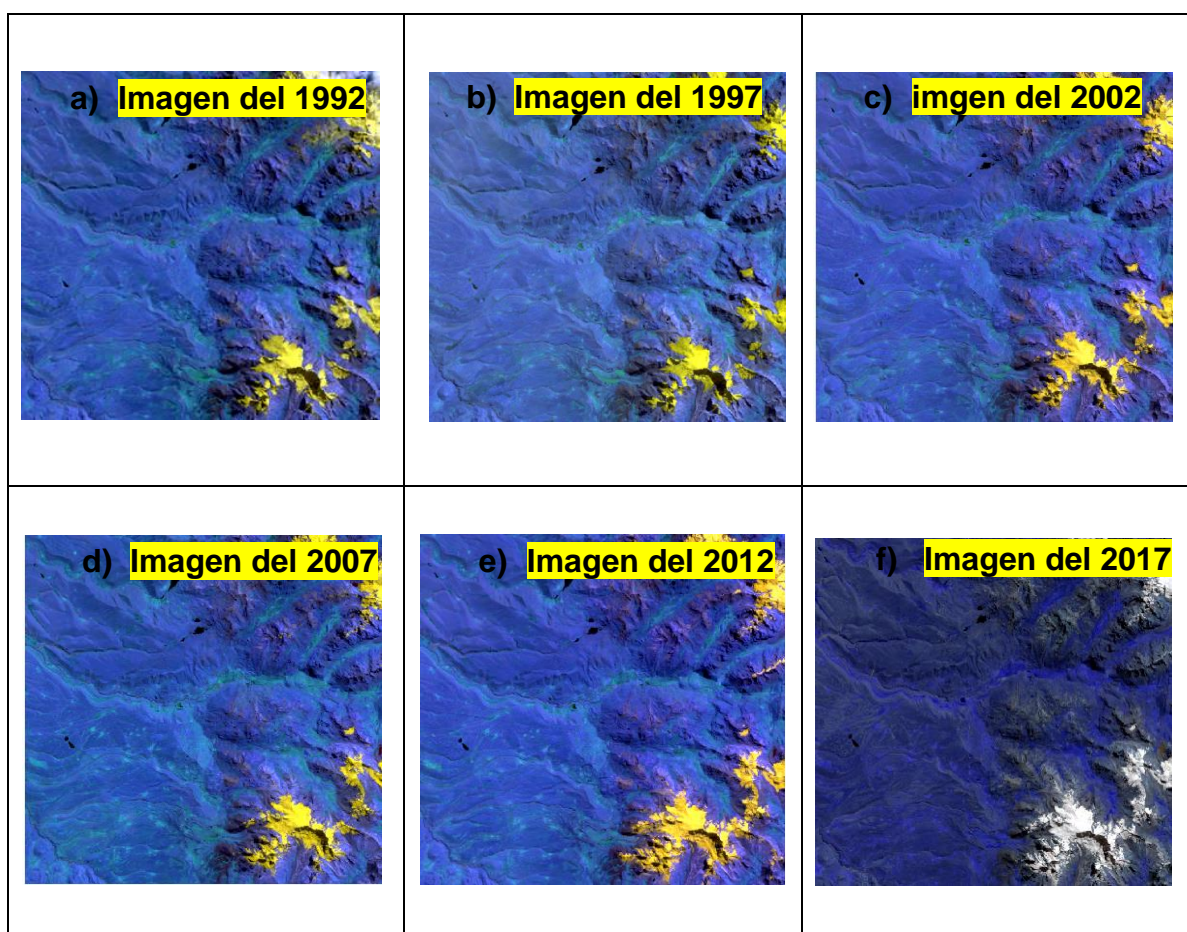 a) Imagen del 1992
b) Imagen del 1997
c) imgen del 2002
d) Imagen del 2007
e) Imagen del 2012
f) Imagen del 2017